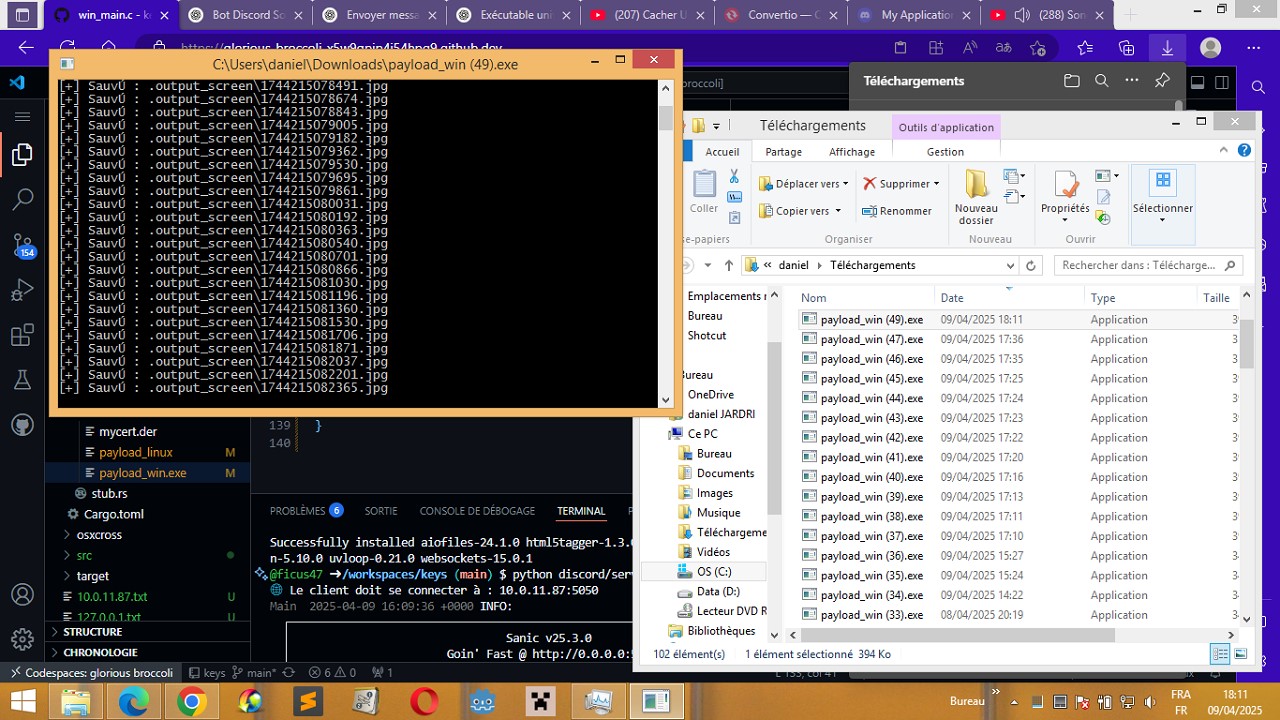 win_main.c - ke
Bot Discord So
Envoyer messa
Exécutable uni
(207) Cacher U
Convertio — C
My Application
(288) Son
https://glorious-broccoli-x5w9qpjp4j54hpq9.github.dev
C:\Users\daniel\Downloads\payload_win (49).exe
[+] SauvÚ : .output_screen\1744215078491.jpg
[+] SauvÚ : .output_screen\1744215078674.jpg
[+] SauvÚ : .output_screen\1744215078843.jpg
[+] SauvÚ : .output_screen\1744215079005.jpg
[+] SauvÚ : .output_screen\1744215079182.jpg
[+] SauvÚ : .output_screen\1744215079362.jpg
[+] SauvÚ : .output_screen\1744215079530.jpg
[+] SauvÚ : .output_screen\1744215079695.jpg
[+] SauvÚ : .output_screen\1744215079861.jpg
[+] SauvÚ : .output_screen\1744215080031.jpg
[+] SauvÚ : .output_screen\1744215080192.jpg
[+] SauvÚ : .output_screen\1744215080363.jpg
[+] SauvÚ : .output_screen\1744215080540.jpg
[+] SauvÚ : .output_screen\1744215080701.jpg
[+] SauvÚ : .output_screen\1744215080866.jpg
[+] SauvÚ : .output_screen\1744215081030.jpg
[+] SauvÚ : .output_screen\1744215081196.jpg
[+] SauvÚ : .output_screen\1744215081360.jpg
[+] SauvÚ : .output_screen\1744215081530.jpg
[+] SauvÚ : .output_screen\1744215081706.jpg
[+] SauvÚ : .output_screen\1744215081871.jpg
[+] SauvÚ : .output_screen\1744215082037.jpg
[+] SauvÚ : .output_screen\1744215082201.jpg
[+] SauvÚ : .output_screen\1744215082365.jpg
154
broccoli]
Téléchargements
Téléchargements
Outils d'application
Accueil
Partage
Affichage
Gestion
Coller
Déplacer vers
Copier vers
Supprimer
Renommer
Nouveau
dossier
Propriétés
Sélectionner
se-papiers
Organiser
Nouveau
Ouvrir
« daniel ▸ Téléchargements
Rechercher dans : Télécharge...
Emplacements r
Bureau
Shotcut
Bureau
OneDrive
daniel JARDRI
Ce PC
Bureau
Documents
Images
Musique
Téléchargeme
Vidéos
OS (C:)
Data (D:)
Lecteur DVD R
Bibliothèques
Nom Date Type Taille
payload_win (49).exe 09/04/2025 18:11 Application
payload_win (47).exe 09/04/2025 17:36 Application
payload_win (46).exe 09/04/2025 17:35 Application
payload_win (45).exe 09/04/2025 17:25 Application
payload_win (44).exe 09/04/2025 17:24 Application
payload_win (43).exe 09/04/2025 17:23 Application
payload_win (42).exe 09/04/2025 17:22 Application
payload_win (41).exe 09/04/2025 17:20 Application
payload_win (40).exe 09/04/2025 17:16 Application
payload_win (39).exe 09/04/2025 17:13 Application
payload_win (38).exe 09/04/2025 17:11 Application
payload_win (37).exe 09/04/2025 17:10 Application
payload_win (36).exe 09/04/2025 15:27 Application
payload_win (35).exe 09/04/2025 15:24 Application
payload_win (34).exe 09/04/2025 14:22 Application
payload_win (33).exe 08/04/2025 20:19 Application
102 élément(s) 1 élément sélectionné 394 Ko
mycert.der
payload_linux M
payload_win.exe M
stub.rs
Cargo.toml
osxcross
src
target
10.0.11.87.txt U
127.0.0.1.txt U
STRUCTURE
CHRONOLOGIE
139 }
140
PROBLÈMES 6 SORTIE CONSOLE DE DÉBOGAGE TERMINAL
Successfully installed aiofiles-24.1.0 html5tagger-1.3.0
n-5.10.0 uvloop-0.21.0 websockets-15.0.1
@ficus47 ➜/workspaces/keys (main) $ python discord/ser
Le client doit se connecter à : 10.0.11.87:5050
Main 2025-04-09 16:09:36 +0000 INFO:
Sanic v25.3.0
Goin' Fast @ http://0.0.0.0:5
Codespaces: glorious broccoli keys main* 6 0 1
Bureau
FRA
FR
18:11
09/04/2025